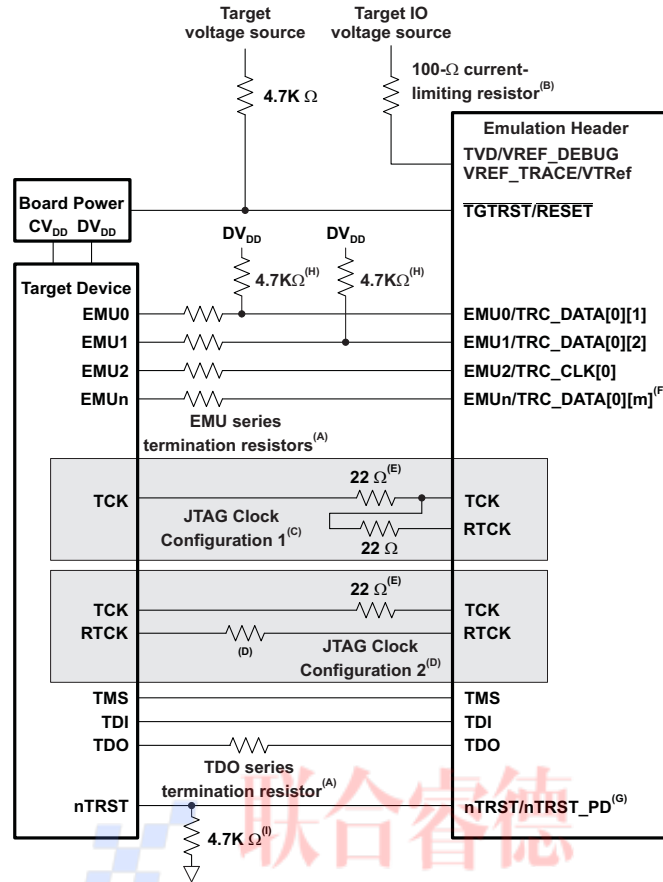 Target
voltage source
Target IO
voltage source
4.7K Ω
100-Ω current-
limiting resistor(B)
Emulation Header
TVD/VREF_DEBUG
VREF_TRACE/VTRef
Board Power
CVDD DVDD
TGTRST/RESET
DVDD
DVDD
4.7KΩ(H)
4.7KΩ(H)
Target Device
EMU0
EMU0/TRC_DATA[0][1]
EMU1
EMU1/TRC_DATA[0][2]
EMU2
EMU2/TRC_CLK[0]
EMUn
EMUn/TRC_DATA[0][m](F
EMU series
termination resistors(A)
22 Ω(E)
TCK
TCK
JTAG Clock
Configuration 1(C)
RTCK
22 Ω
22 Ω(E)
TCK
TCK
RTCK
RTCK
(D)
JTAG Clock
Configuration 2(D)
TMS
TMS
TDI
TDI
TDO
TDO
TDO series
termination resistor(A)
nTRST
nTRST/nTRST_PD(G)
4.7K Ω(I)
联合睿德